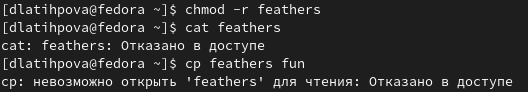 [dlatihpova@fedora ~]$ chmod -r feathers
[dlatihpova@fedora ~]$ cat feathers
cat: feathers: Отказано в доступе
[dlatihpova@fedora ~]$ cp feathers fun
cp: невозможно открыть 'feathers' для чтения: Отказано в доступе